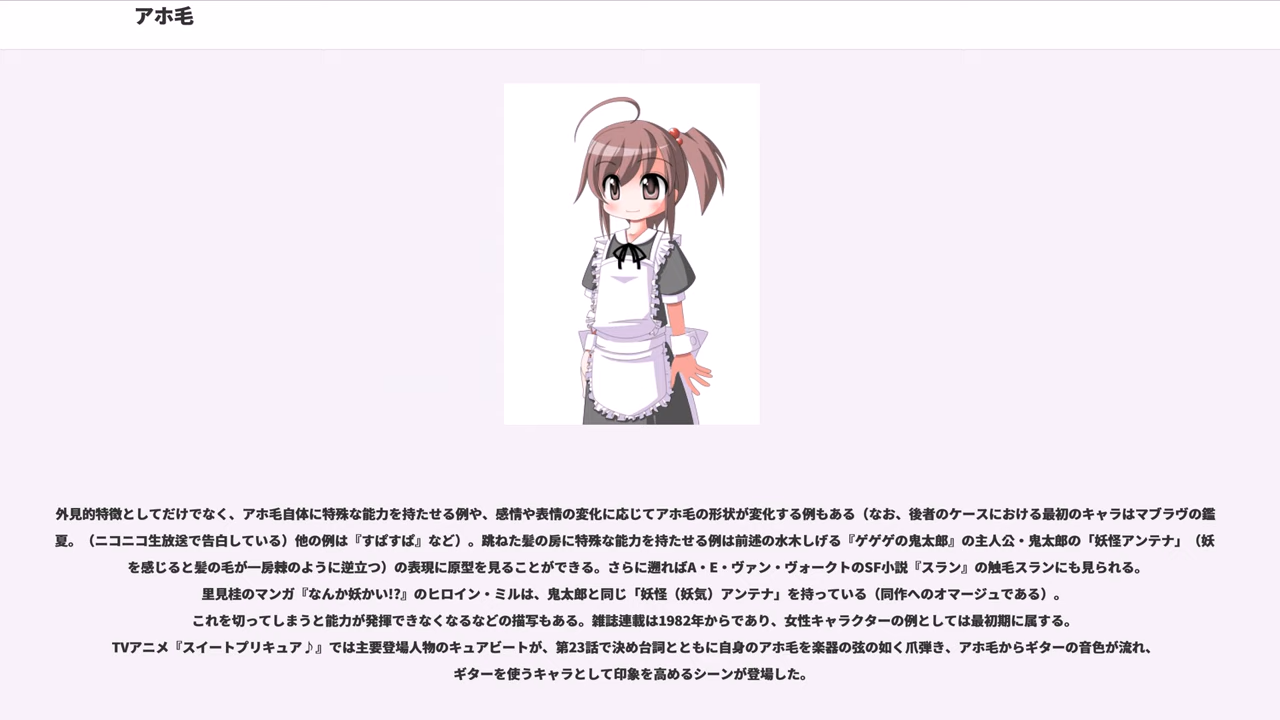 アホ毛
外見的特徴としてだけでなく、アホ毛自体に特殊な能力を持たせる例や、感情や表情の変化に応じてアホ毛の形状が変化する例もある（なお、後者のケースにおける最初のキャラはマブラヴの鑑
夏。（ニコニコ生放送で告白している）他の例は『すぱすぱ』など）。跳ねた髪の房に特殊な能力を持たせる例は前述の水木しげる『ゲゲゲの鬼太郎』の主人公・鬼太郎の「妖怪アンテナ」（妖
を感じると髪の毛が一房棘のように逆立つ）の表現に原型を見ることができる。さらに遡ればA・E・ヴァン・ヴォークトのSF小説『スラン』の触毛スランにも見られる。
里見桂のマンガ『なんか妖かい!?』のヒロイン・ミルは、鬼太郎と同じ「妖怪（妖気）アンテナ」を持っている（同作へのオマージュである）。
これを切ってしまうと能力が発揮できなくなるなどの描写もある。雑誌連載は1982年からであり、女性キャラクターの例としては最初期に属する。
TVアニメ『スイートプリキュア♪』では主要登場人物のキュアビートが、第23話で決め台詞とともに自身のアホ毛を楽器の弦の如く爪弾き、アホ毛からギターの音色が流れ、
ギターを使うキャラとして印象を高めるシーンが登場した。